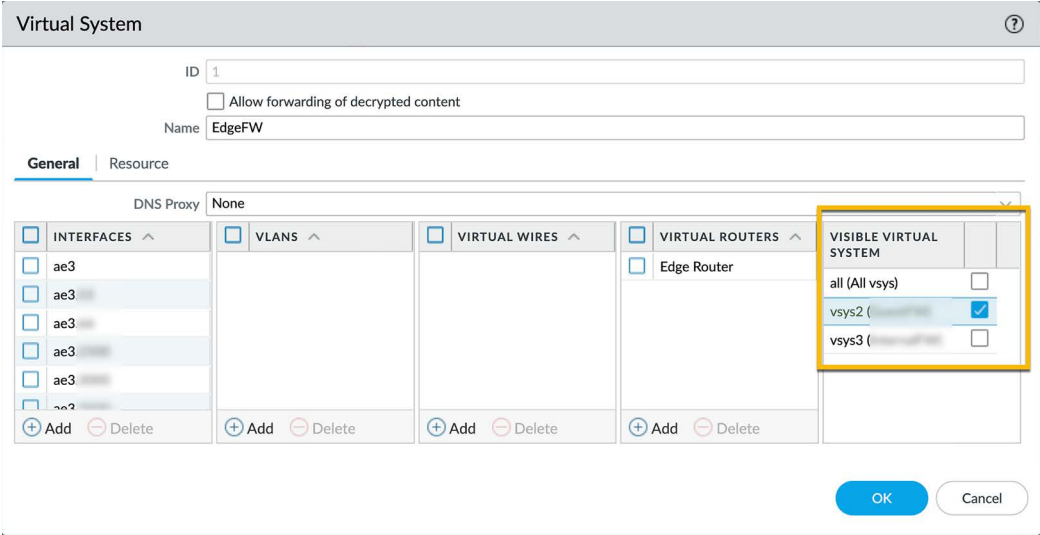 Virtual System
ID 1
Allow forwarding of decrypted content
Name EdgeFW
General Resource
DNS Proxy None
INTERFACES
ae3
ae3
ae3
ae3
ae3
Add Delete
VLANS
Add Delete
VIRTUAL WIRES
Add Delete
VIRTUAL ROUTERS
Edge Router
Add Delete
VISIBLE VIRTUAL
SYSTEM
all (All vsys)
vsys2 (
vsys3 (
OK Cancel